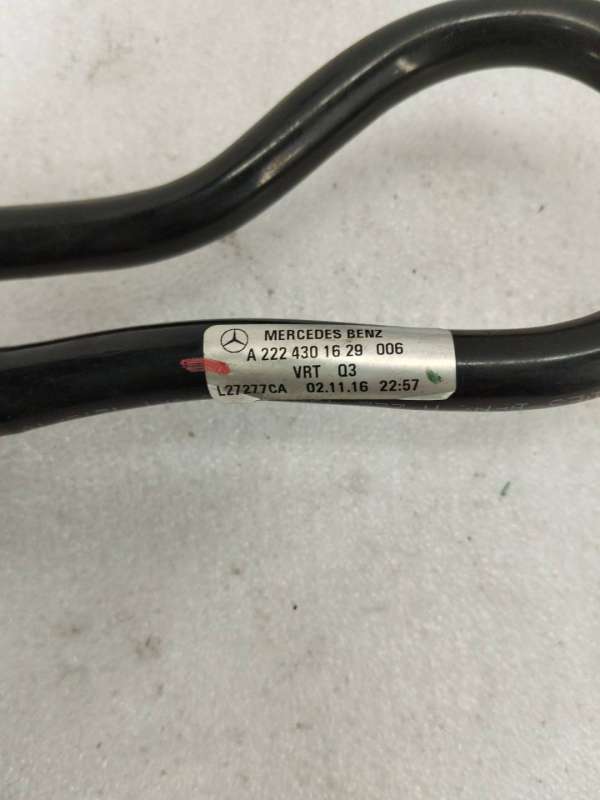 MERCEDES BENZ
A 222 430 16 29 006
VRT Q3
L27277CA 02.11.16 22:57